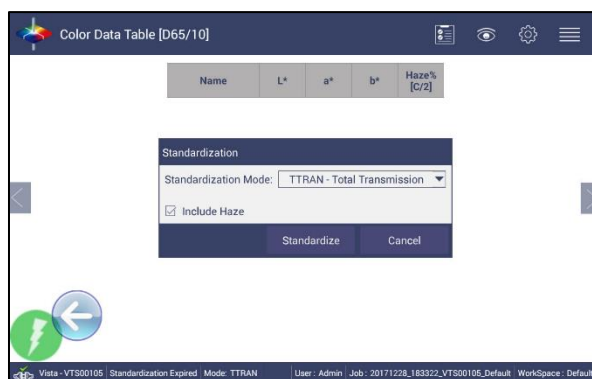 Color Data Table [D65/10]
Name L* a* b* Haze% [C/2]
Standardization
Standardization Mode: TTRAN - Total Transmission
Include Haze
Standardize Cancel
Vista - VTS00105 Standardization Expired Mode: TTRAN User : Admin Job : 20171228_183322_VTS00105_Default WorkSpace : Default